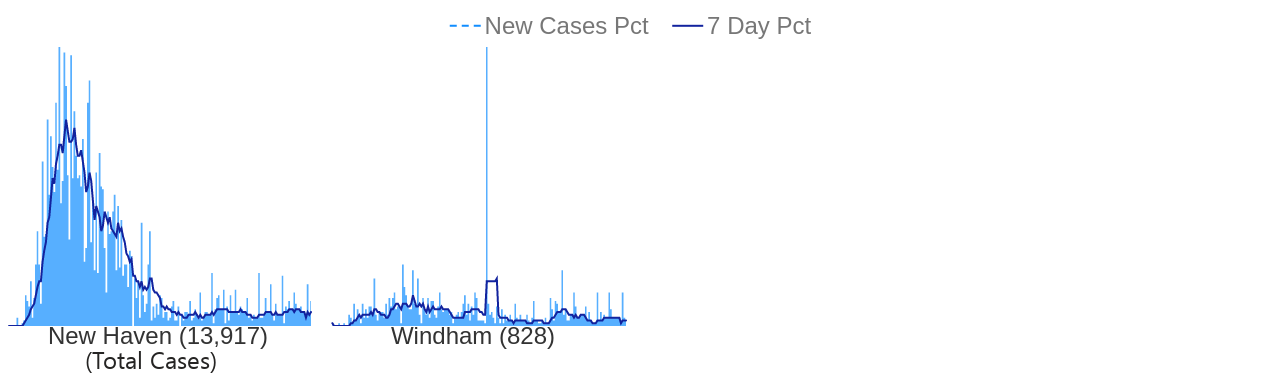 New Cases Pct 7 Day Pct
New Haven (13,917) Windham (828)
(Total Cases)